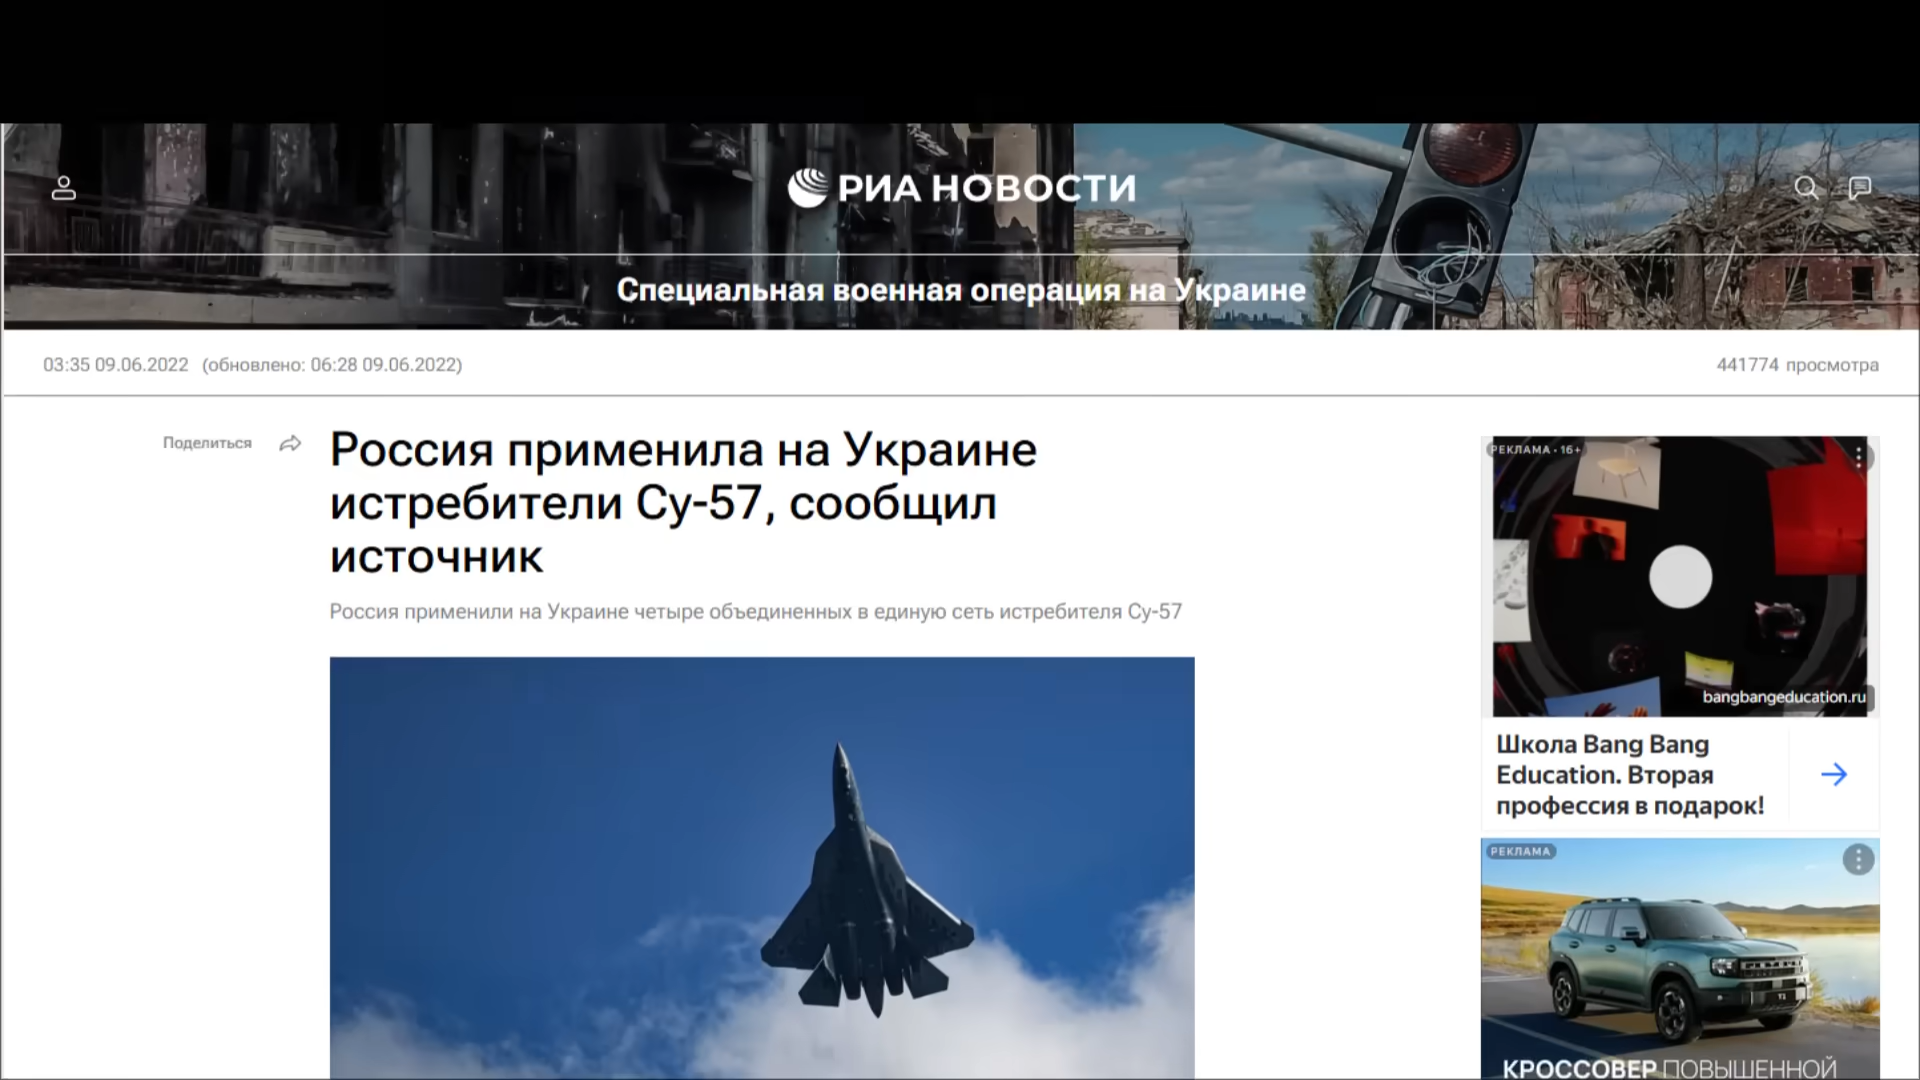 РИА НОВОСТИ
Специальная военная операция на Украине
03:35 09.06.2022 (обновлено: 06:28 09.06.2022)
441774 просмотра
Поделиться
Россия применила на Украине
истребители Су-57, сообщил
источник
Россия применили на Украине четыре объединенных в единую сеть истребителя Су-57
РЕКЛАМА • 16+
bangbangeducation.ru
Школа Bang Bang
Education. Вторая
профессия в подарок!
РЕКЛАМА
КРОССОВЕР ПОВЫШЕННОЙ